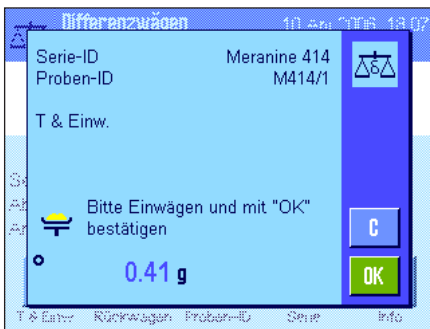 Differenzwägen 10. Apr 2006 18:07
Serie-ID Meranine 414
Proben-ID M414/1
T & Einw.
Bitte Einwägen und mit "OK"
bestätigen
C
0.41 g
OK
T & Einw. Rückwägen Proben-ID Serie Info